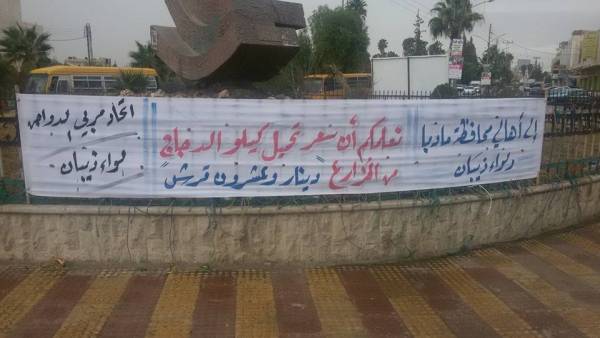 إلى أهالي محافظة مادبا
ولواء ذيبان
نعلمكم أن سعر تحميل كيلو الدجاج
من المزارع "دينار وعشرون قرش"
اتحاد مربي الدواجن
لواء ذيبان